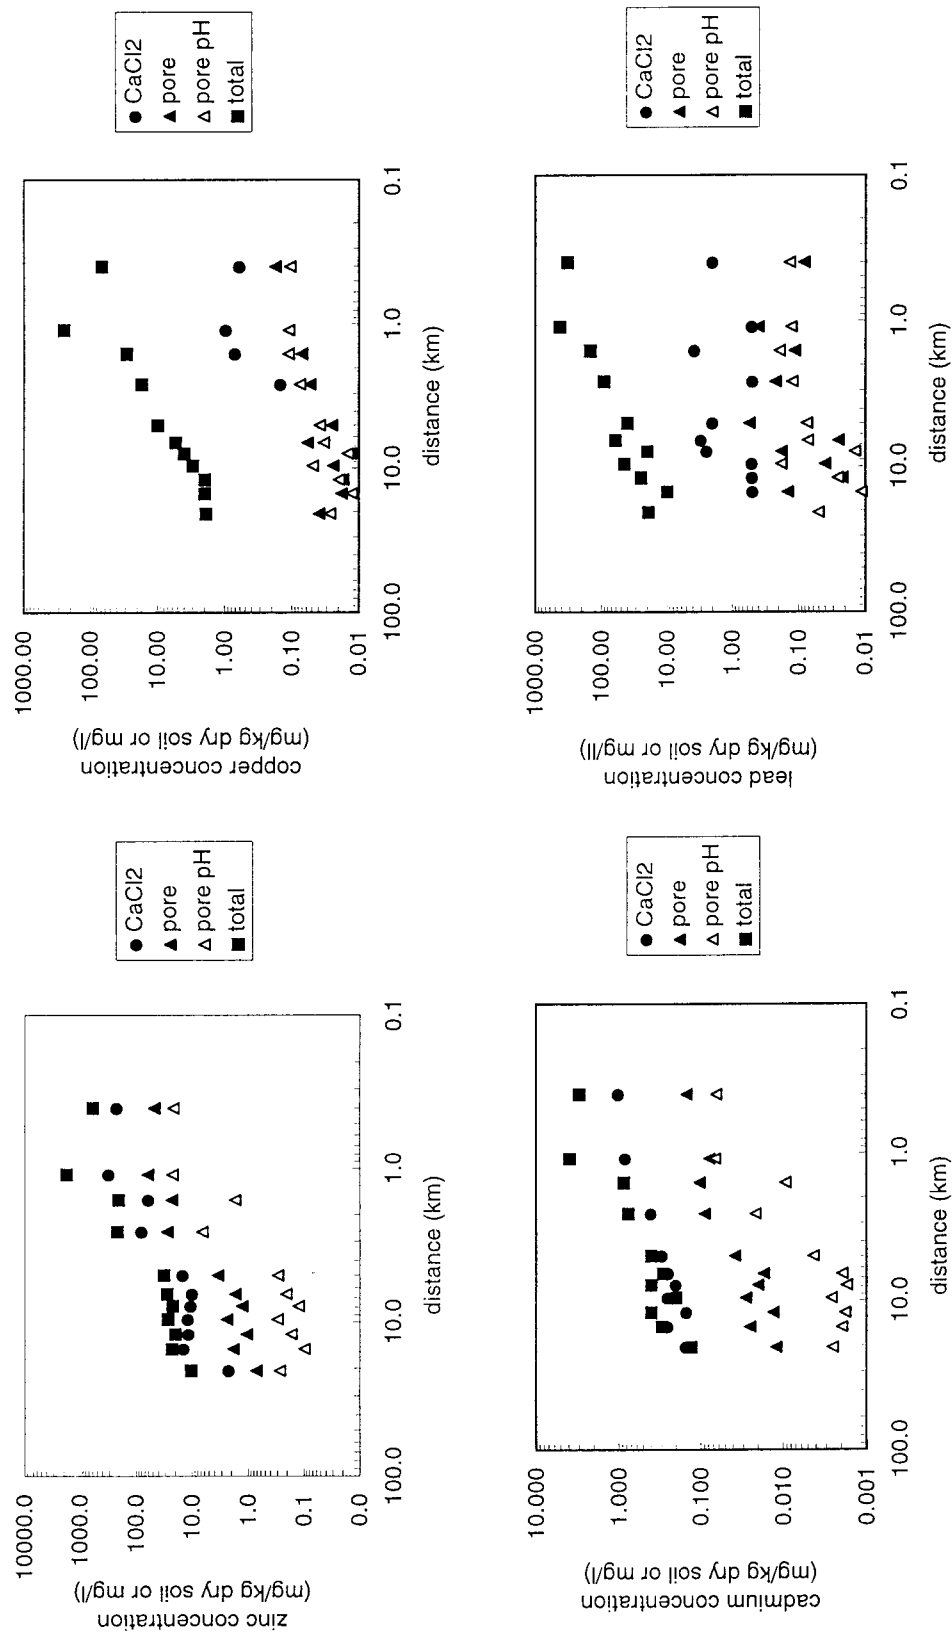 zinc concentration
(mg/kg dry soil or mg/l)
10000.0
1000.0
100.0
10.0
1.0
0.1
0.0
100.0
10.0
1.0
0.1
distance (km)
CaCl2
pore
pore pH
total
copper concentration
(mg/kg dry soil or mg/l)
1000.00
100.00
10.00
1.00
0.10
0.01
100.0
10.0
1.0
0.1
distance (km)
CaCl2
pore
pore pH
total
cadmium concentration
(mg/kg dry soil or mg/l)
10.000
1.000
0.100
0.010
0.001
100.0
10.0
1.0
0.1
distance (km)
CaCl2
pore
pore pH
total
lead concentration
(mg/kg dry soil or mg/ll)
1000.00
100.00
10.00
1.00
0.10
0.01
100.0
10.0
1.0
0.1
distance (km)
CaCl2
pore
pore pH
total